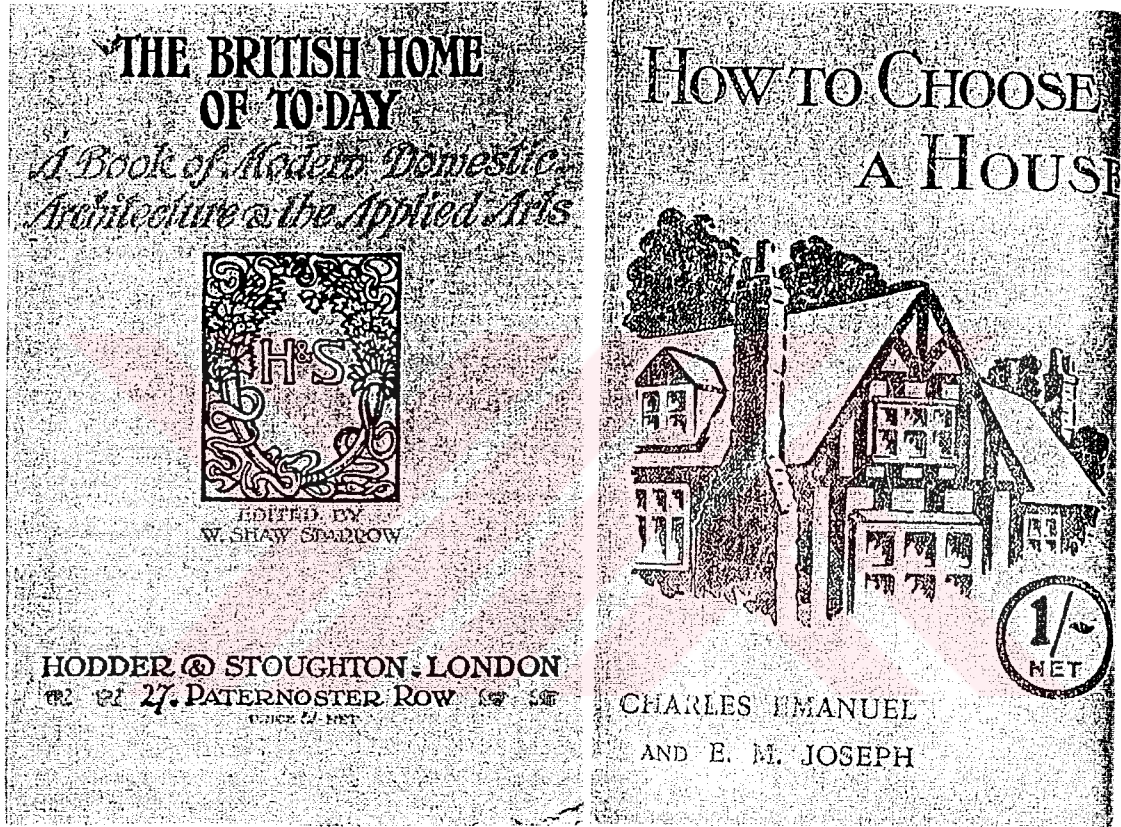 THE BRITISH HOME
OF TO·DAY
A Book of Modern Domestic
Architecture & the Applied Arts
H&S
EDITED BY
W. SHAW SPARROW
HODDER & STOUGHTON. LONDON
27. PATERNOSTER ROW
NET
HOW TO CHOOSE
A HOUSE
1/-
NET
CHARLES EMANUEL
AND E. M. JOSEPH